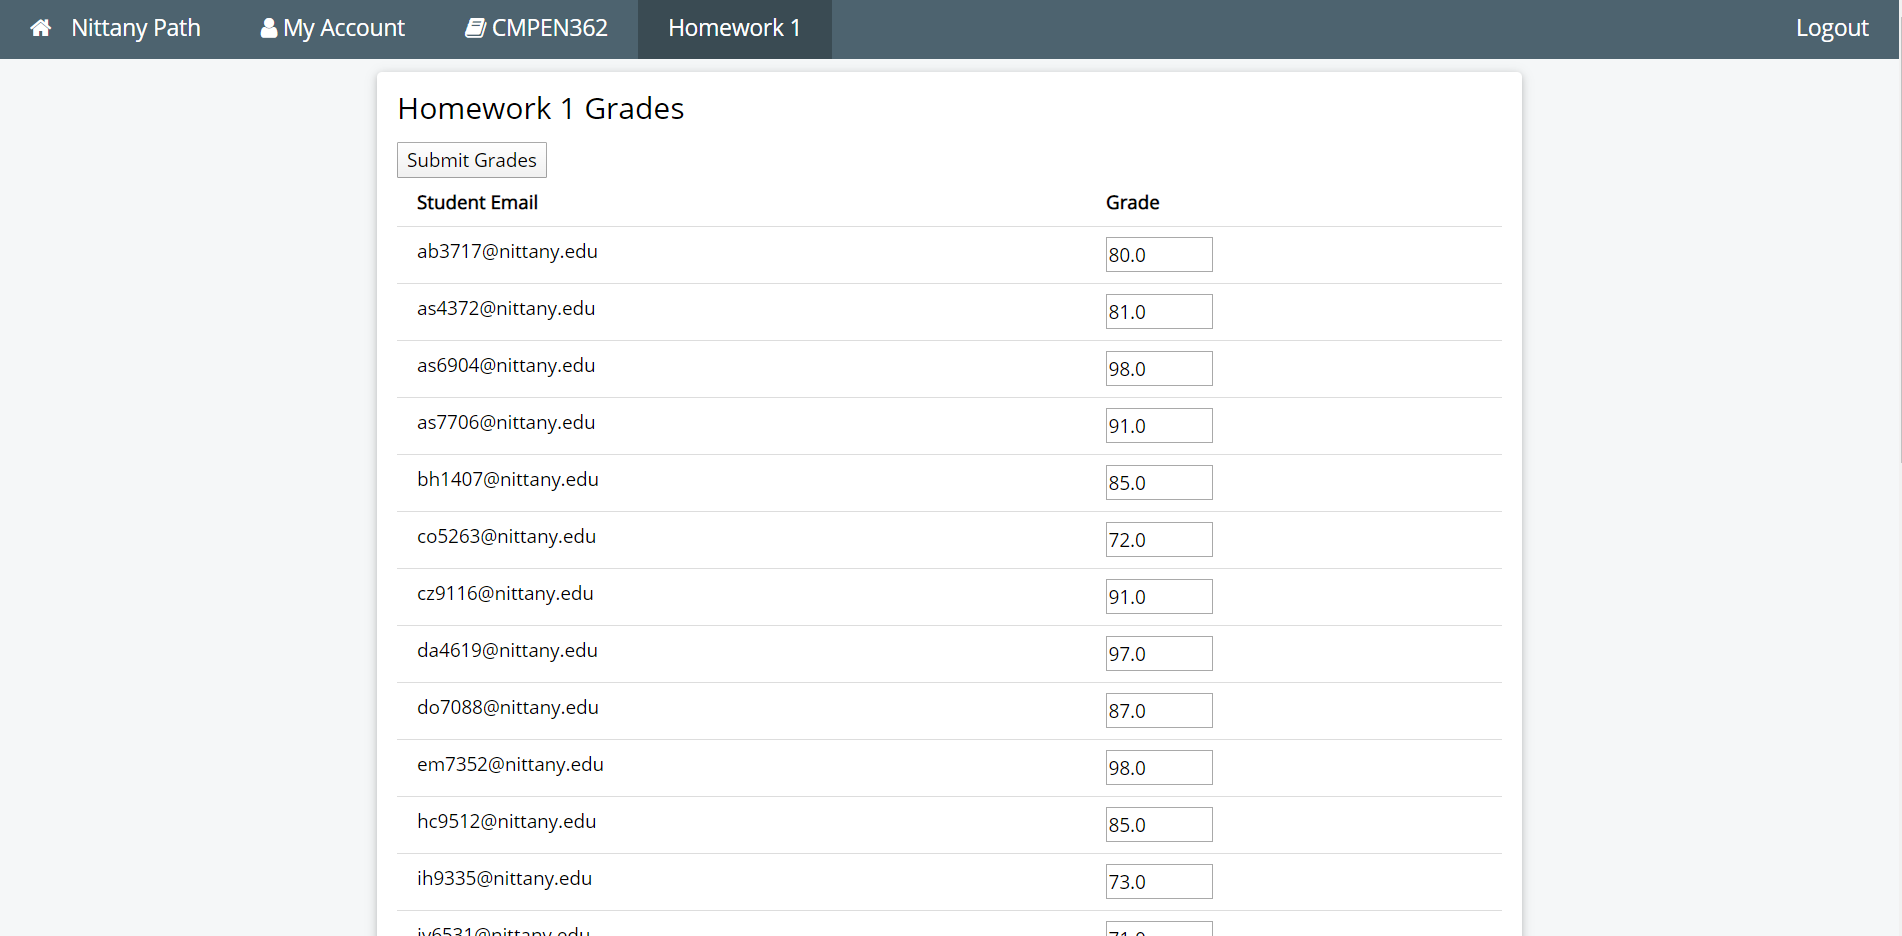 Nittany Path My Account CMPEN362 Homework 1 Logout
Homework 1 Grades
Submit Grades
Student Email Grade
ab3717@nittany.edu 80.0
as4372@nittany.edu 81.0
as6904@nittany.edu 98.0
as7706@nittany.edu 91.0
bh1407@nittany.edu 85.0
co5263@nittany.edu 72.0
cz9116@nittany.edu 91.0
da4619@nittany.edu 97.0
do7088@nittany.edu 87.0
em7352@nittany.edu 98.0
hc9512@nittany.edu 85.0
ih9335@nittany.edu 73.0